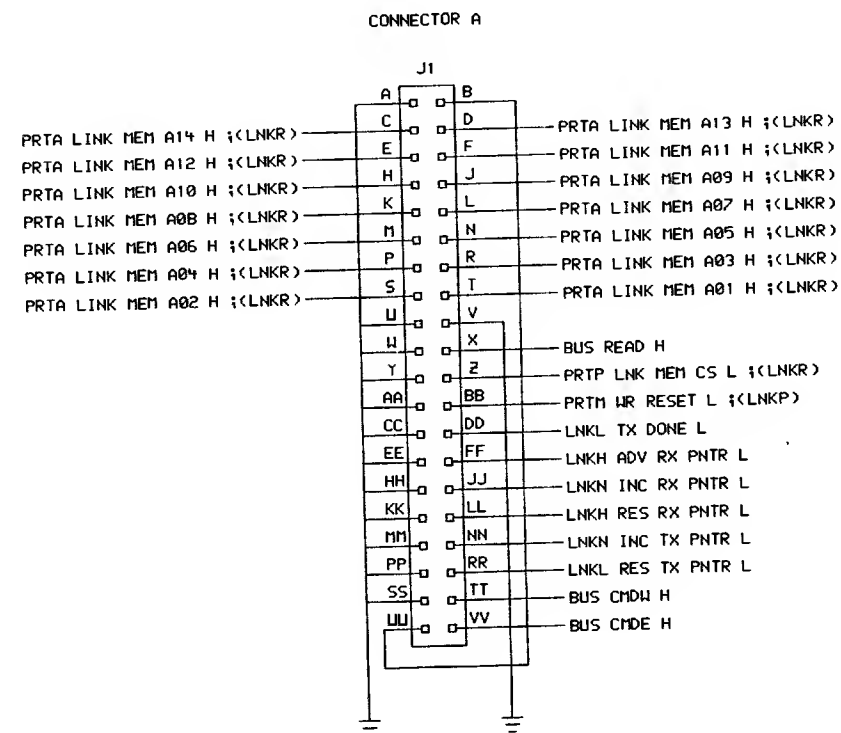 CONNECTOR A
J1
A B
C D
PRTA LINK MEM A14 H ;(LNKR) PRTA LINK MEM A13 H ;(LNKR)
E F
PRTA LINK MEM A12 H ;(LNKR) PRTA LINK MEM A11 H ;(LNKR)
H J
PRTA LINK MEM A10 H ;(LNKR) PRTA LINK MEM A09 H ;(LNKR)
K L
PRTA LINK MEM A0B H ;(LNKR) PRTA LINK MEM A07 H ;(LNKR)
M N
PRTA LINK MEM A06 H ;(LNKR) PRTA LINK MEM A05 H ;(LNKR)
P R
PRTA LINK MEM A04 H ;(LNKR) PRTA LINK MEM A03 H ;(LNKR)
S T
PRTA LINK MEM A02 H ;(LNKR) PRTA LINK MEM A01 H ;(LNKR)
U V
W X
BUS READ H
Y Z
PRTP LNK MEM CS L ;(LNKR)
AA BB
PRTM WR RESET L ;(LNKP)
CC DD
LNKL TX DONE L
EE FF
LNKH ADV RX PNTR L
HH JJ
LNKN INC RX PNTR L
KK LL
LNKH RES RX PNTR L
MM NN
LNKN INC TX PNTR L
PP RR
LNKL RES TX PNTR L
SS TT
BUS CMDW H
UU VV
BUS CMDE H